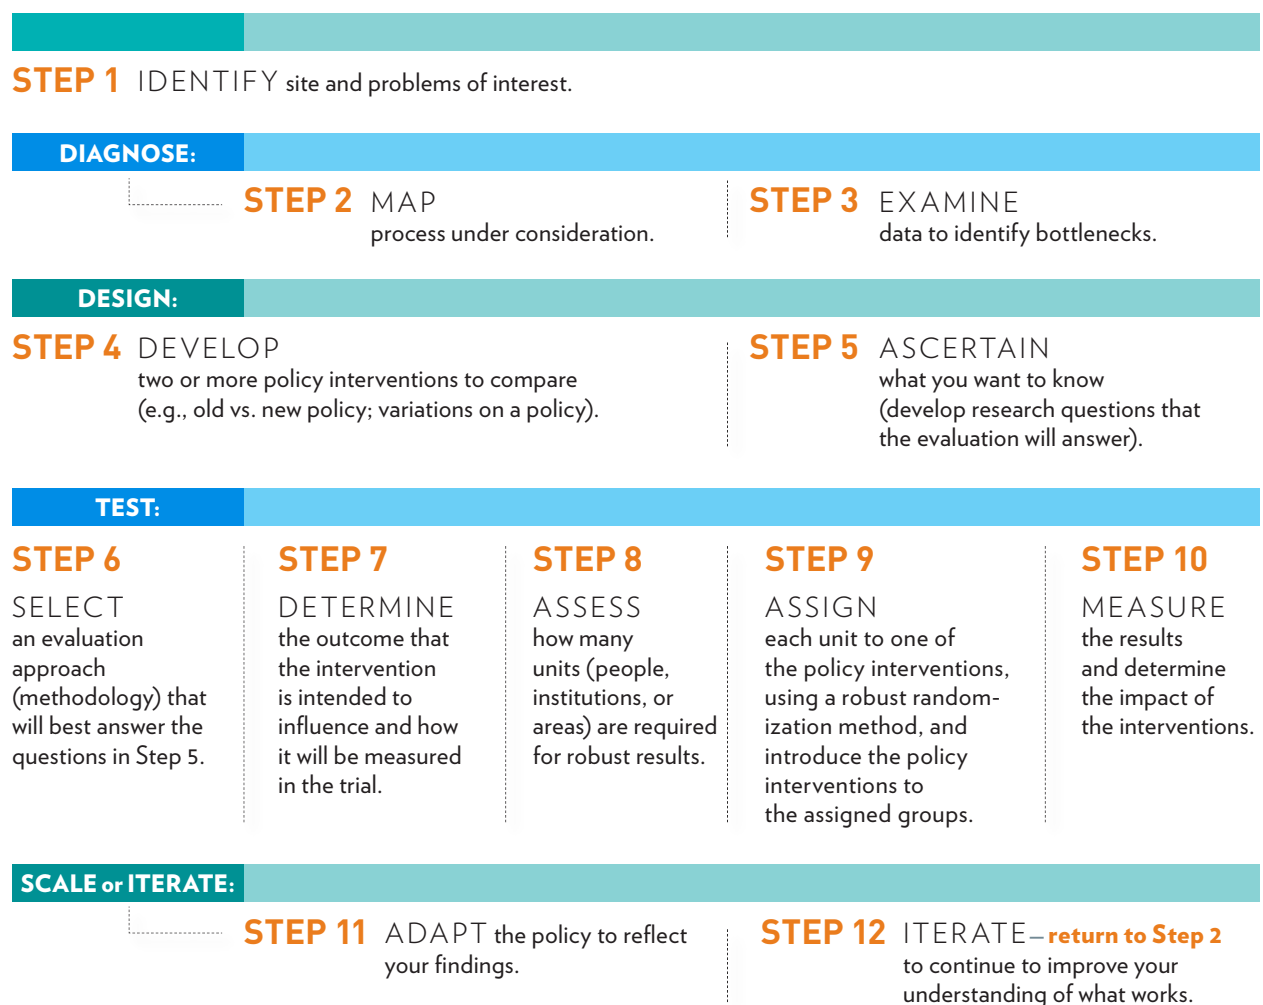 STEP 1 IDENTIFY site and problems of interest.
DIAGNOSE:
STEP 2 MAP
process under consideration.
STEP 3 EXAMINE
data to identify bottlenecks.
DESIGN:
STEP 4 DEVELOP
two or more policy interventions to compare
(e.g., old vs. new policy; variations on a policy).
STEP 5 ASCERTAIN
what you want to know
(develop research questions that
the evaluation will answer).
TEST:
STEP 6
SELECT
an evaluation
approach
(methodology) that
will best answer the
questions in Step 5.
STEP 7
DETERMINE
the outcome that
the intervention
is intended to
influence and how
it will be measured
in the trial.
STEP 8
ASSESS
how many
units (people,
institutions, or
areas) are required
for robust results.
STEP 9
ASSIGN
each unit to one of
the policy interventions,
using a robust random-
ization method, and
introduce the policy
interventions to
the assigned groups.
STEP 10
MEASURE
the results
and determine
the impact of
the interventions.
SCALE or ITERATE:
STEP 11 ADAPT the policy to reflect
your findings.
STEP 12 ITERATE–return to Step 2
to continue to improve your
understanding of what works.